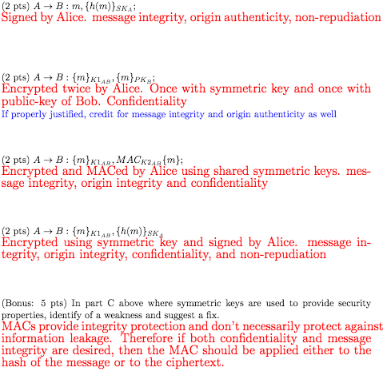 (2 pts) A → B : m, {h(m)}_{SK_A};
Signed by Alice. message integrity, origin authenticity, non-repudiation
(2 pts) A → B : {m}_{K1_{AB}}, {m}_{PK_B};
Encrypted twice by Alice. Once with symmetric key and once with
public-key of Bob. Confidentiality
If properly justified, credit for message integrity and origin authenticity as well
(2 pts) A → B : {m}_{K1_{AB}}, MAC_{K2_{AB}}{m};
Encrypted and MACed by Alice using shared symmetric keys. mes-
sage integrity, origin integrity and confidentiality
(2 pts) A → B : {m}_{K1_{AB}}, {h(m)}_{SK_A}
Encrypted using symmetric key and signed by Alice. message in-
tegrity, origin integrity, confidentiality, and non-repudiation
(Bonus: 5 pts) In part C above where symmetric keys are used to provide security
properties, identify of a weakness and suggest a fix.
MACs provide integrity protection and don't necessarily protect against
information leakage. Therefore if both confidentiality and message
integrity are desired, then the MAC should be applied either to the
hash of the message or to the ciphertext.